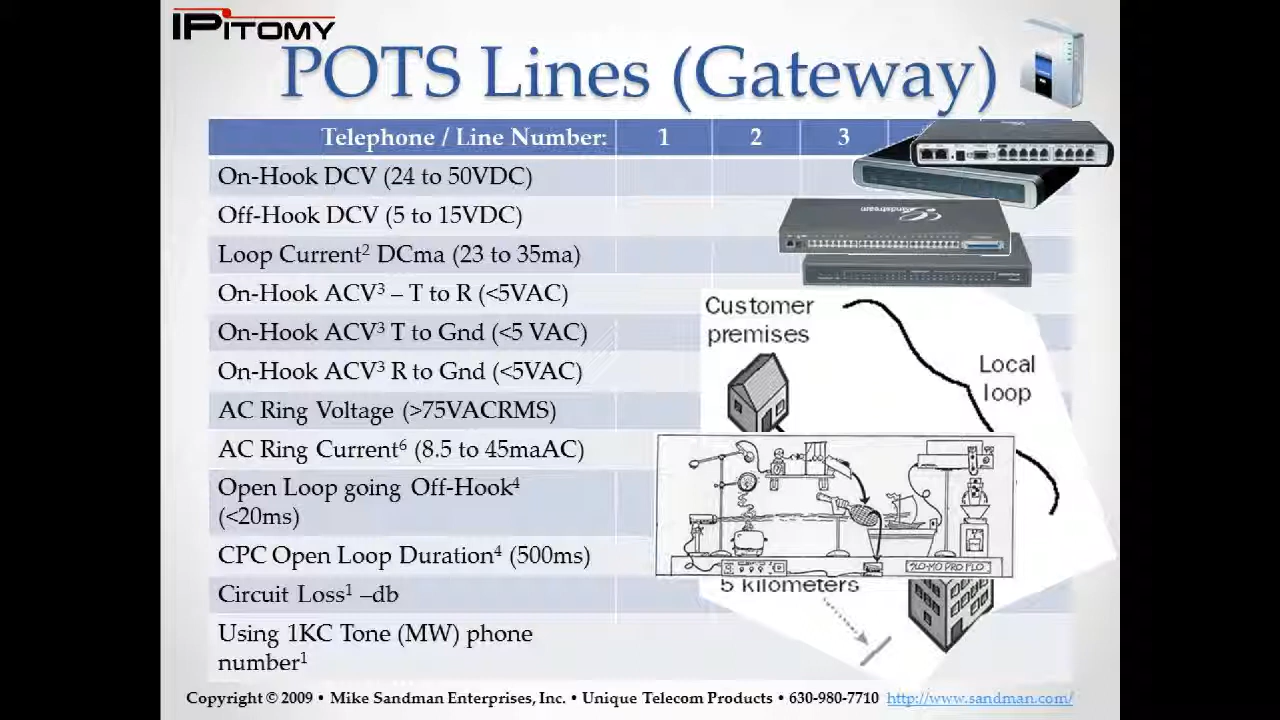 IPITOMY
POTS Lines (Gateway)
Telephone / Line Number: 1 2 3
On-Hook DCV (24 to 50VDC)
Off-Hook DCV (5 to 15VDC)
Loop Current² DCma (23 to 35ma)
On-Hook ACV³ – T to R (<5VAC)
On-Hook ACV³ T to Gnd (<5 VAC)
On-Hook ACV³ R to Gnd (<5VAC)
AC Ring Voltage (>75VACRMS)
AC Ring Current⁶ (8.5 to 45maAC)
Open Loop going Off-Hook⁴
(<20ms)
CPC Open Loop Duration⁴ (500ms)
Circuit Loss¹ –db
Using 1KC Tone (MW) phone
number¹
Grandstream
Customer
premises
Local
loop
SLO-MO PRO FLO
5 kilometers
Copyright © 2009 • Mike Sandman Enterprises, Inc. • Unique Telecom Products • 630-980-7710 http://www.sandman.com/